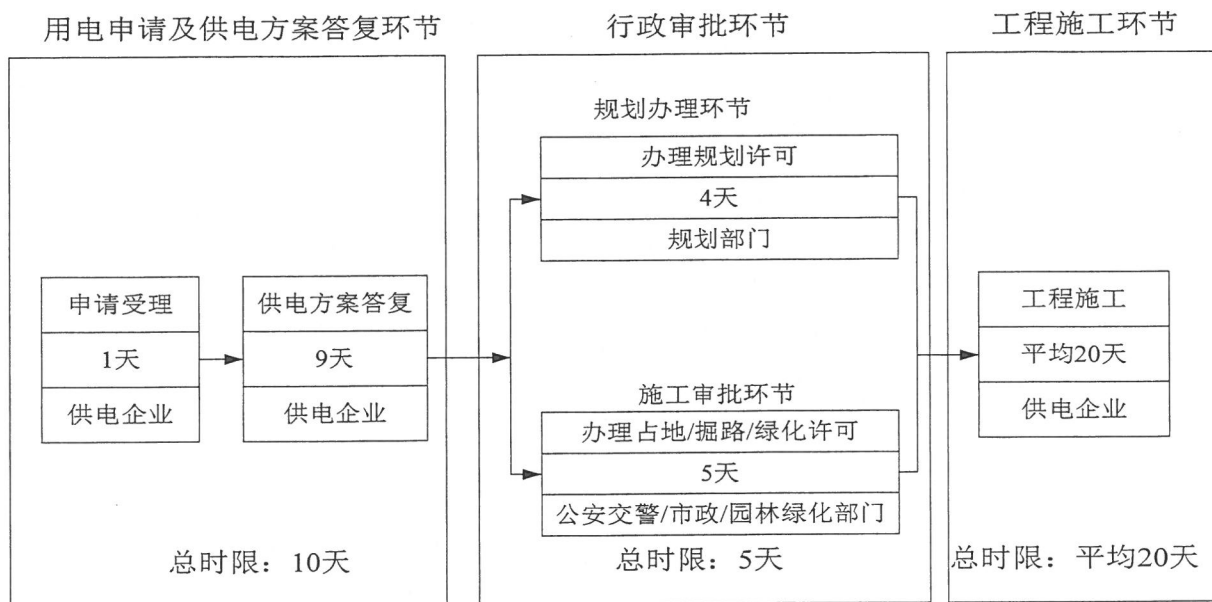 用电申请及供电方案答复环节
行政审批环节
工程施工环节
规划办理环节
办理规划许可
4天
规划部门
申请受理
1天
供电企业
供电方案答复
9天
供电企业
施工审批环节
办理占地/掘路/绿化许可
5天
公安交警/市政/园林绿化部门
工程施工
平均20天
供电企业
总时限：10天
总时限：5天
总时限：平均20天